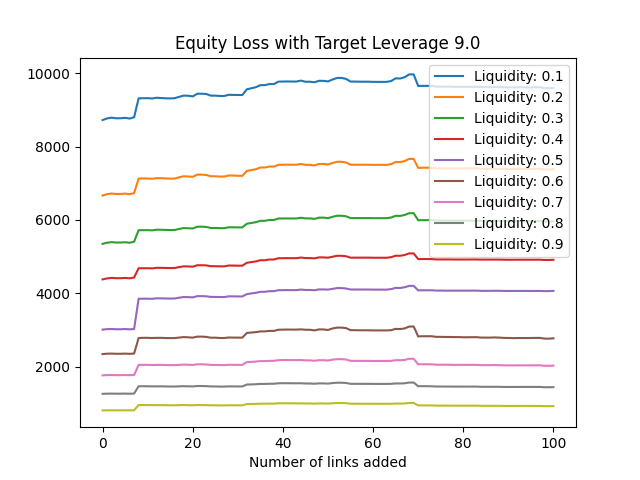 Equity Loss with Target Leverage 9.0
10000
8000
6000
4000
2000
Liquidity: 0.1
Liquidity: 0.2
Liquidity: 0.3
Liquidity: 0.4
Liquidity: 0.5
Liquidity: 0.6
Liquidity: 0.7
Liquidity: 0.8
Liquidity: 0.9
0 20 40 60 80 100
Number of links added